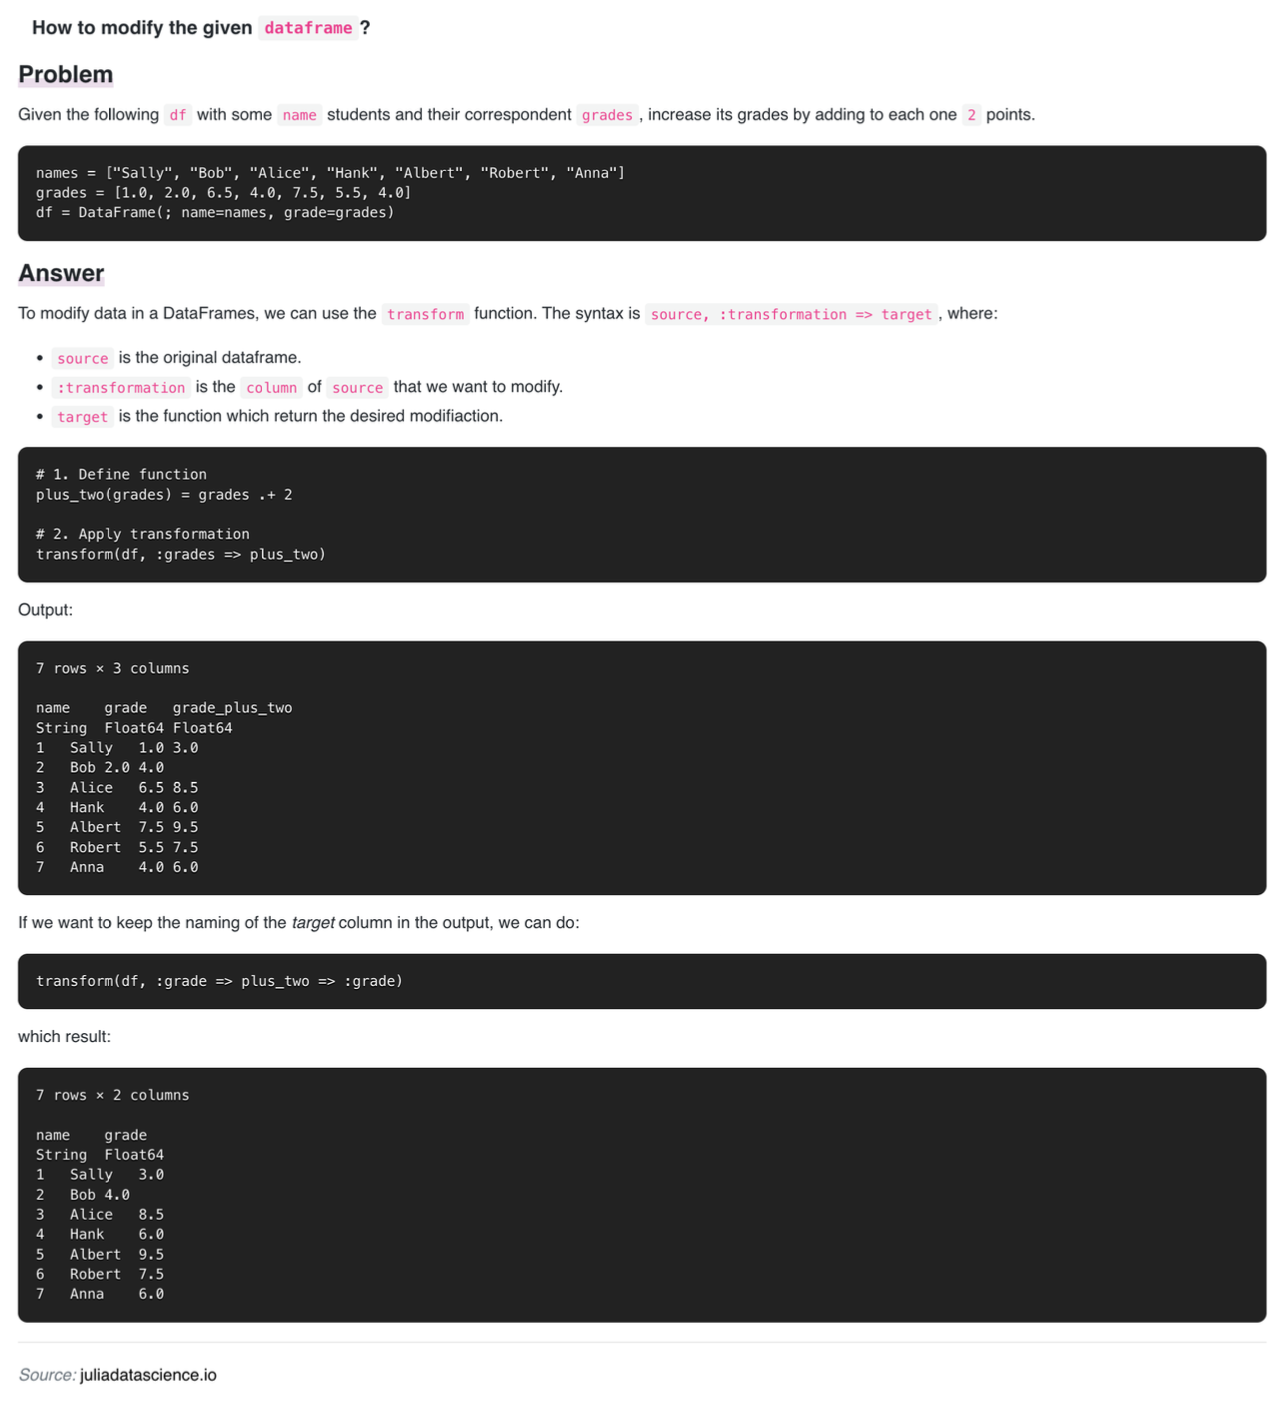 How to modify the given dataframe?
Problem
Given the following df with some name students and their correspondent grades, increase its grades by adding to each one 2 points.
names = ["Sally", "Bob", "Alice", "Hank", "Albert", "Robert", "Anna"]
grades = [1.0, 2.0, 6.5, 4.0, 7.5, 5.5, 4.0]
df = DataFrame(; name=names, grade=grades)
Answer
To modify data in a DataFrames, we can use the transform function. The syntax is source, :transformation => target, where:
• source is the original dataframe.
• :transformation is the column of source that we want to modify.
• target is the function which return the desired modifiaction.
# 1. Define function
plus_two(grades) = grades .+ 2
# 2. Apply transformation
transform(df, :grades => plus_two)
Output:
7 rows × 3 columns
name    grade   grade_plus_two
String  Float64 Float64
1   Sally   1.0 3.0
2   Bob 2.0 4.0
3   Alice   6.5 8.5
4   Hank    4.0 6.0
5   Albert  7.5 9.5
6   Robert  5.5 7.5
7   Anna    4.0 6.0
If we want to keep the naming of the target column in the output, we can do:
transform(df, :grade => plus_two => :grade)
which result:
7 rows × 2 columns
name    grade
String  Float64
1   Sally   3.0
2   Bob 4.0
3   Alice   8.5
4   Hank    6.0
5   Albert  9.5
6   Robert  7.5
7   Anna    6.0
Source: juliadatascience.io